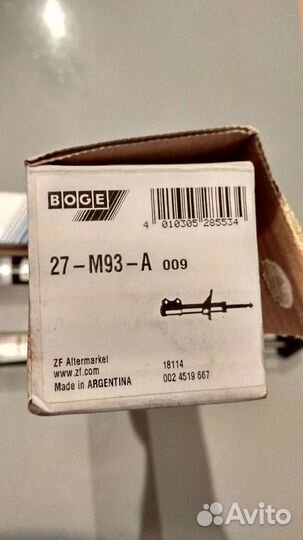 BOGE
4 010305 285534
27-M93-A 009
ZF Aftermarket
www.zf.com
Made in ARGENTINA
18114
002 4519 667
Avito